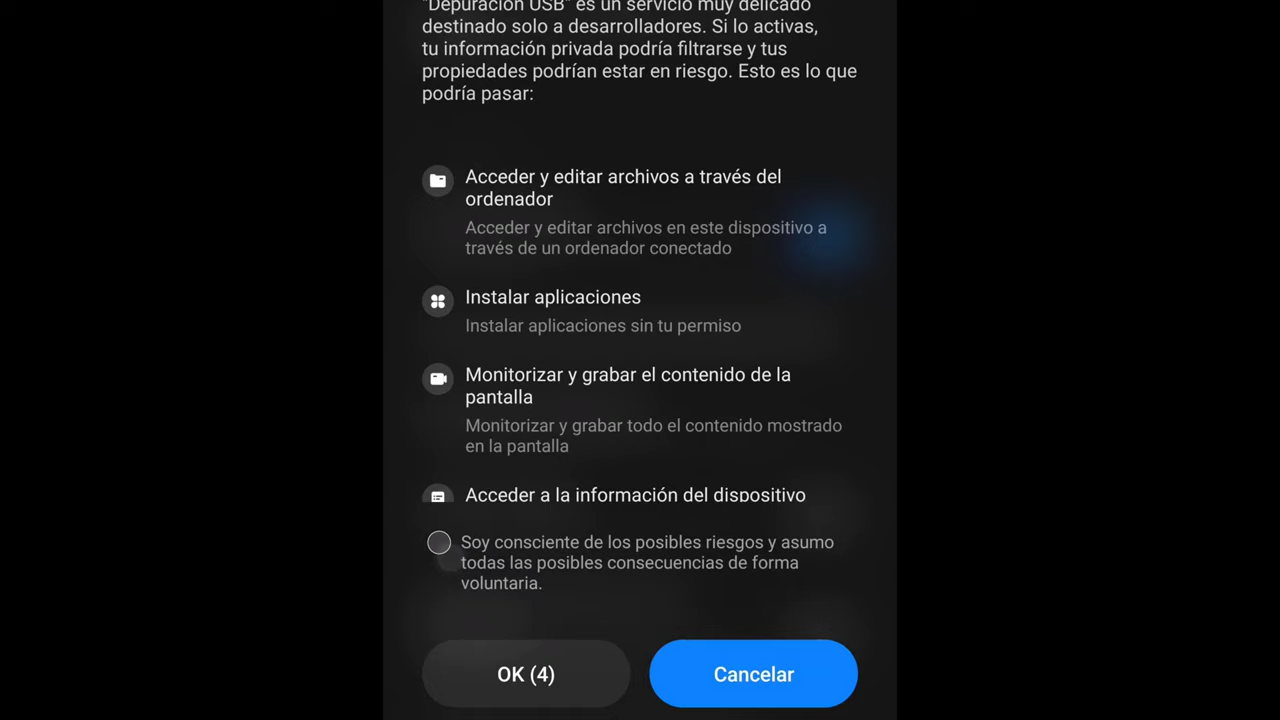 "Depuración USB" es un servicio muy delicado
destinado solo a desarrolladores. Si lo activas,
tu información privada podría filtrarse y tus
propiedades podrían estar en riesgo. Esto es lo que
podría pasar:
Acceder y editar archivos a través del
ordenador
Acceder y editar archivos en este dispositivo a
través de un ordenador conectado
Instalar aplicaciones
Instalar aplicaciones sin tu permiso
Monitorizar y grabar el contenido de la
pantalla
Monitorizar y grabar todo el contenido mostrado
en la pantalla
Acceder a la información del dispositivo
Soy consciente de los posibles riesgos y asumo
todas las posibles consecuencias de forma
voluntaria.
OK (4)
Cancelar